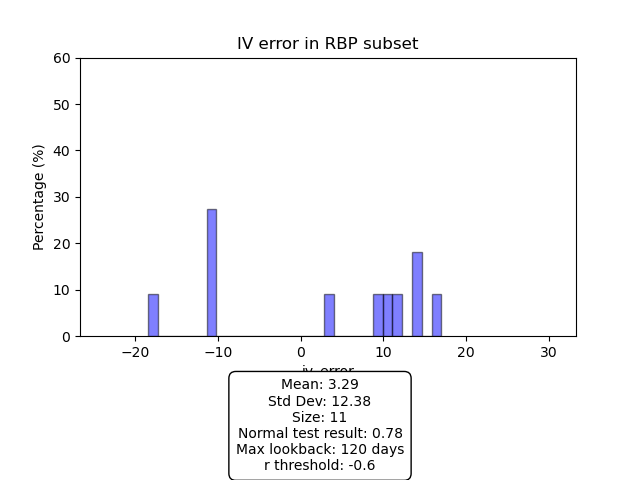 IV error in RBP subset
60
50
40
30
20
10
0
Percentage (%)
−20 −10 0 10 20 30
iv_error
Mean: 3.29
Std Dev: 12.38
Size: 11
Normal test result: 0.78
Max lookback: 120 days
r threshold: -0.6